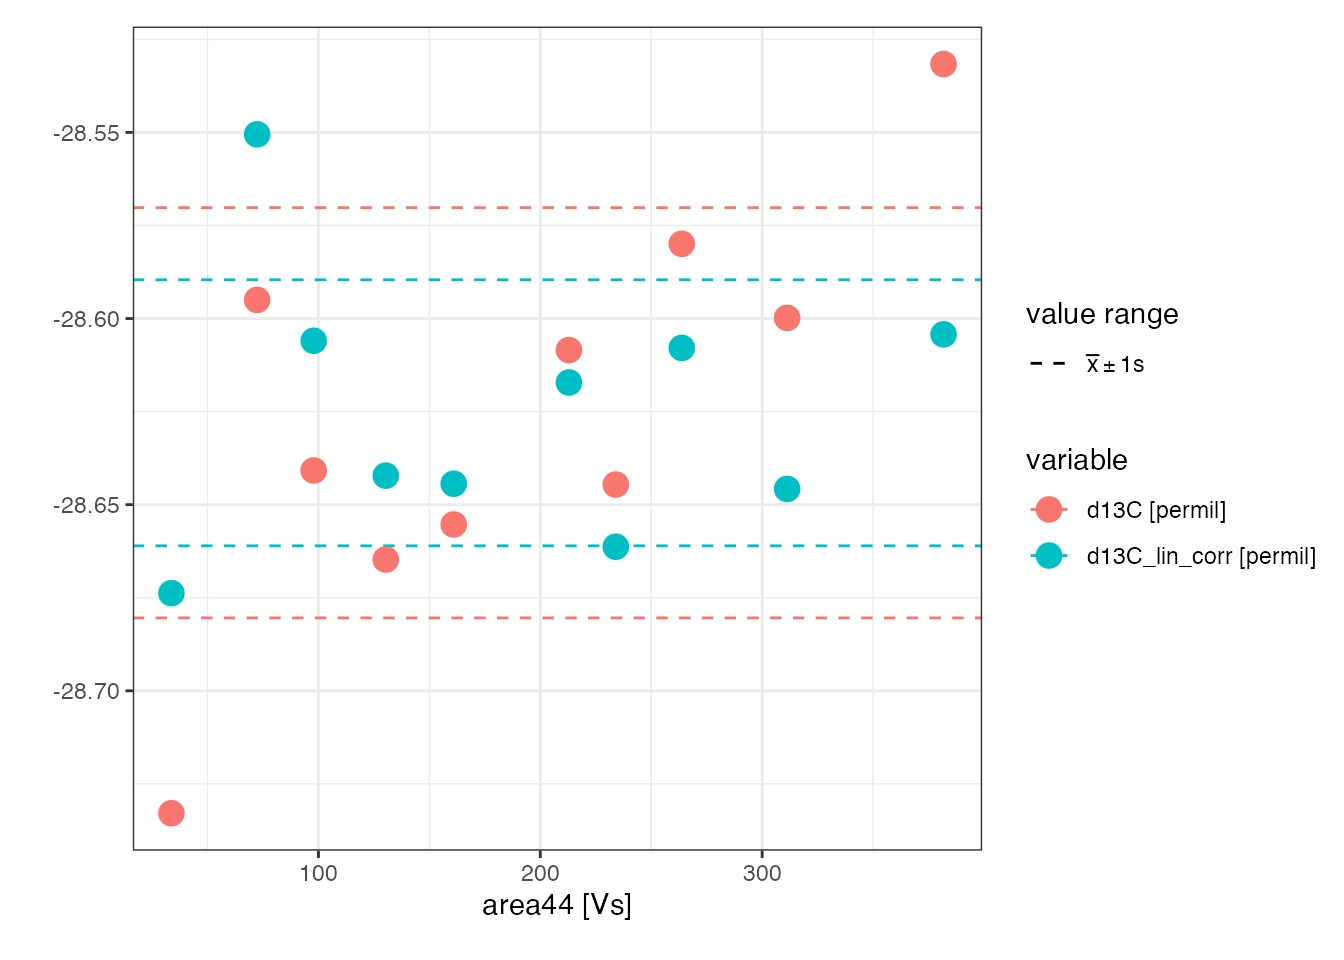 -28.55
-28.60
-28.65
-28.70
100
200
300
area44 [Vs]
value range
x̅ ± 1s
variable
d13C [permil]
d13C_lin_corr [permil]